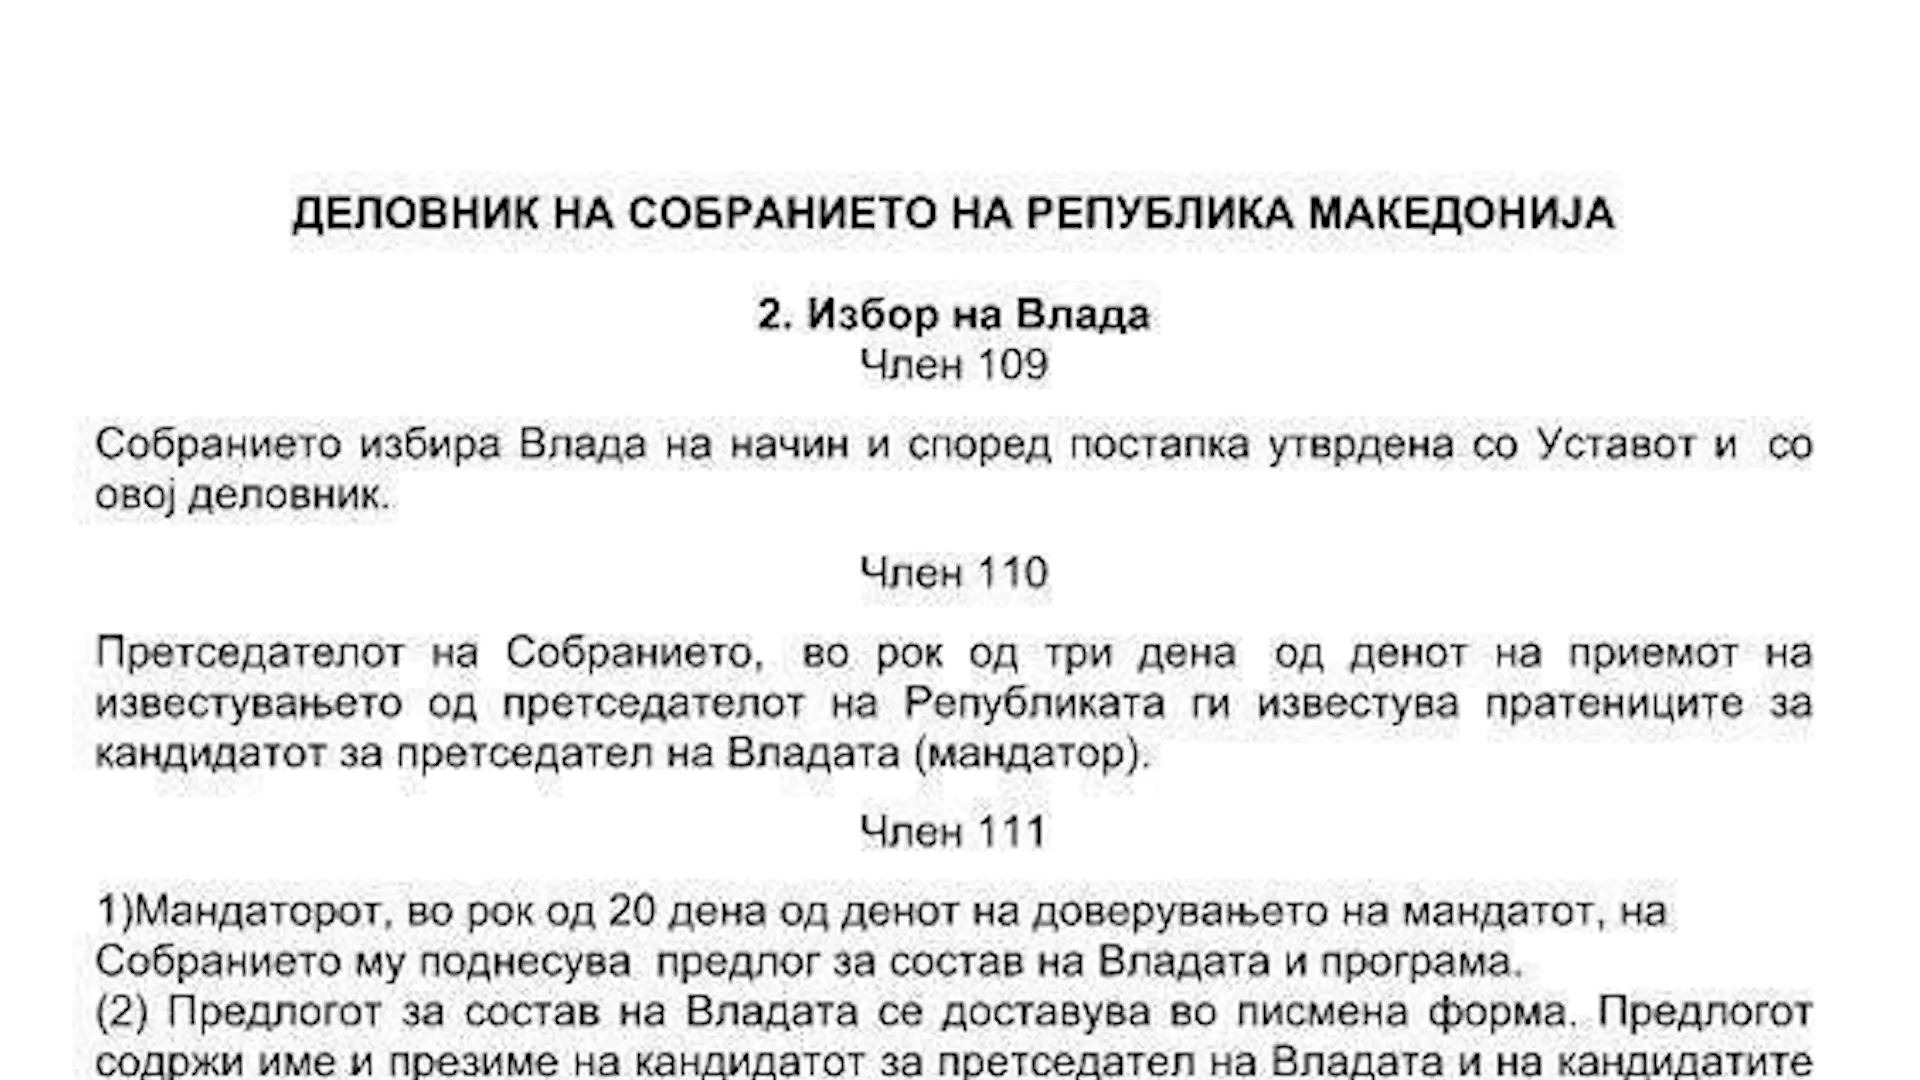 ДЕЛОВНИК НА СОБРАНИЕТО НА РЕПУБЛИКА МАКЕДОНИЈА
2. Избор на Влада
Член 109
Собранието избира Влада на начин и според постапка утврдена со Уставот и со
овој деловник.
Член 110
Претседателот на Собранието, во рок од три дена од денот на приемот на
известувањето од претседателот на Републиката ги известува пратениците за
кандидатот за претседател на Владата (мандатор).
Член 111
1)Мандаторот, во рок од 20 дена од денот на доверувањето на мандатот, на
Собранието му поднесува предлог за состав на Владата и програма.
(2) Предлогот за состав на Владата се доставува во писмена форма. Предлогот
содржи име и презиме на кандидатот за претседател на Владата и на кандидатите